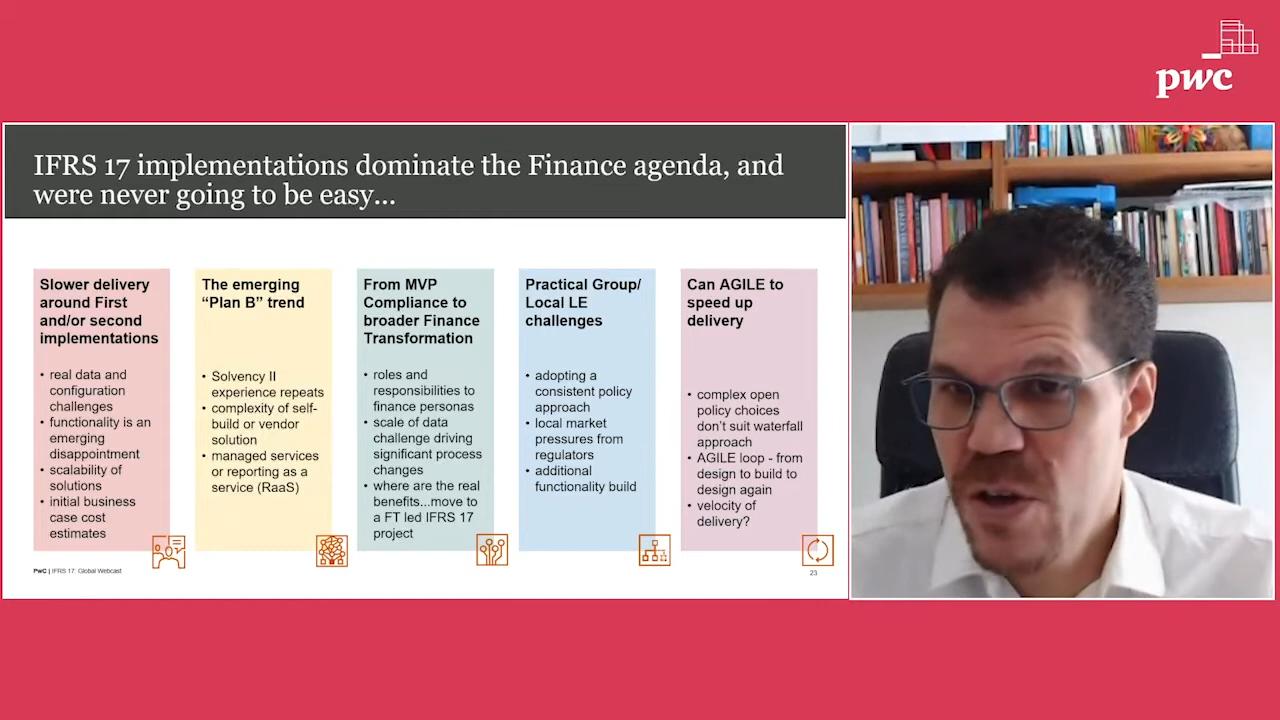 pwc
IFRS 17 implementations dominate the Finance agenda, and
were never going to be easy...
Slower delivery
around First
and/or second
implementations
• real data and
configuration
challenges
• functionality is an
emerging
disappointment
• scalability of
solutions
• initial business
case cost
estimates
The emerging
“Plan B” trend
• Solvency II
experience repeats
• complexity of self-
build or vendor
solution
• managed services
or reporting as a
service (RaaS)
From MVP
Compliance to
broader Finance
Transformation
• roles and
responsibilities to
finance personas
• scale of data
challenge driving
significant process
changes
• where are the real
benefits...move to
a FT led IFRS 17
project
Practical Group/
Local LE
challenges
• adopting a
consistent policy
approach
• local market
pressures from
regulators
• additional
functionality build
Can AGILE to
speed up
delivery
• complex open
policy choices
don’t suit waterfall
approach
• AGILE loop - from
design to build to
design again
• velocity of
delivery?
PwC | IFRS 17: Global Webcast
23